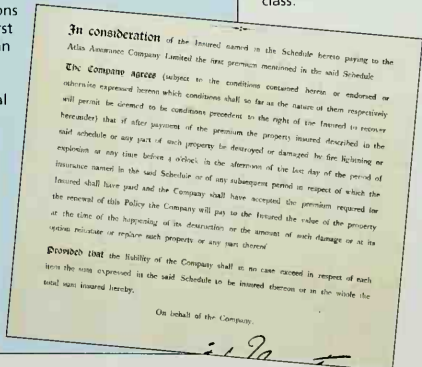 ons
rst
an
al
class.
In consideration of the Insured named in the Schedule hereto paying to the
Atlas Assurance Company Limited the first premium mentioned in the said Schedule
The Company agrees (subject to the conditions contained herein or endorsed or
otherwise expressed hereon which conditions shall so far as the nature of them respectively
will permit be deemed to be conditions precedent to the right of the Insured to recover
hereunder) that if after payment of the premium the property insured described in the
said schedule or any part of such property be destroyed or damaged by fire lightning or
explosion at any time before 4 o'clock in the afternoon of the last day of the period of
insurance named in the said Schedule or of any subsequent period in respect of which the
Insured shall have paid and the Company shall have accepted the premium required for
the renewal of this Policy the Company will pay to the Insured the value of the property
at the time of the happening of its destruction or the amount of such damage or at its
option reinstate or replace such property or any part thereof
Provided that the liability of the Company shall in no case exceed in respect of each
item the sum expressed in the said Schedule to be insured thereon or in the whole the
total sum insured hereby.
On behalf of the Company,